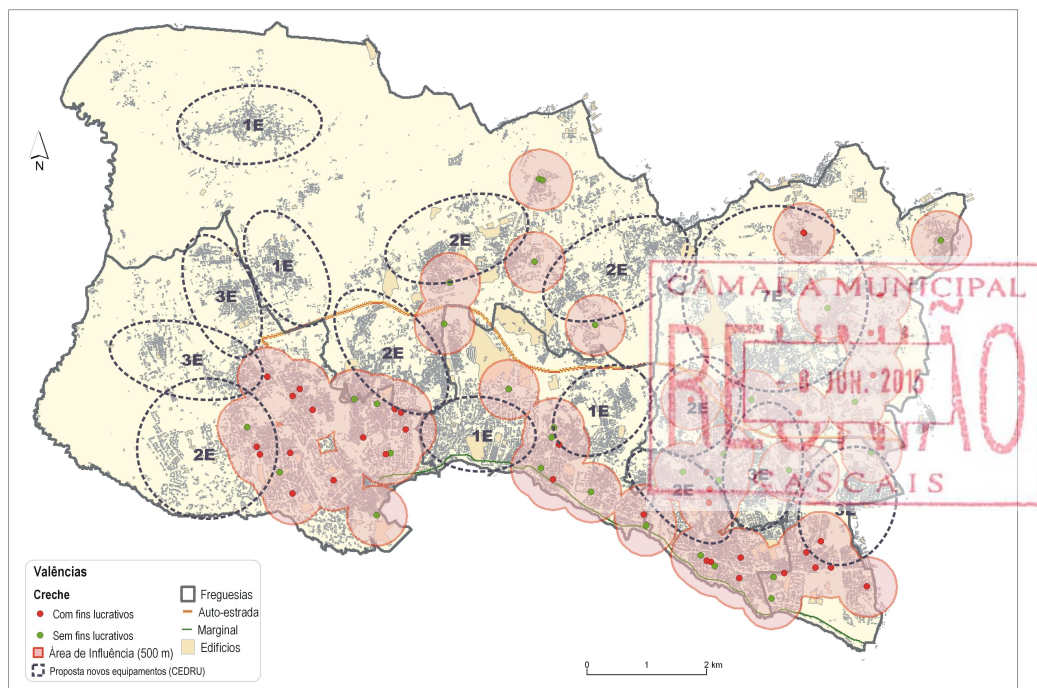 1E
2E
2E
1E
3E
7E
3E
2E
2E
1E
1E
2E
2E
3E
2E
3E
N
CÂMARA MUNICIPAL
REUNIÃO
- 8 JUN. 2015
CASCAIS
Valências
Creche
Com fins lucrativos
Sem fins lucrativos
Área de Influência (500 m)
Proposta novos equipamentos (CEDRU)
Freguesias
Auto-estrada
Marginal
Edifícios
0 1 2 km